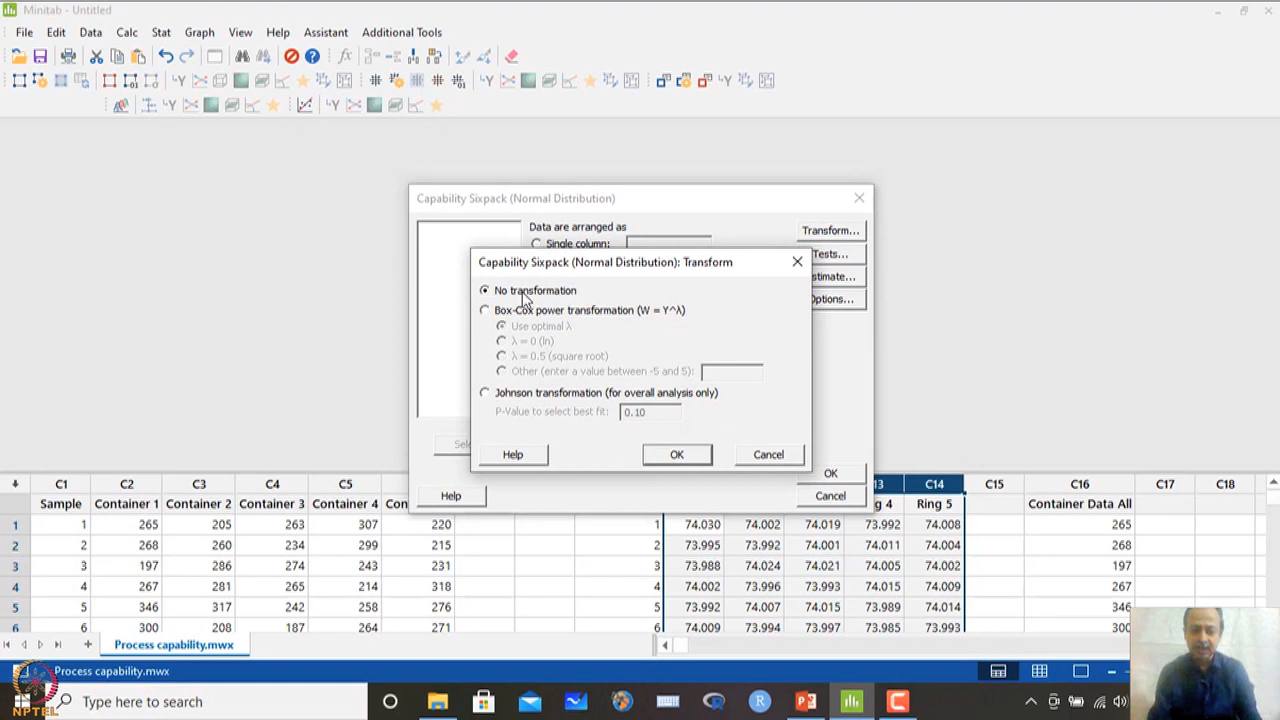 Minitab - Untitled
File Edit Data Calc Stat Graph View Help Assistant Additional Tools
Capability Sixpack (Normal Distribution)
Data are arranged as
Single column:
Transform...
Tests...
Estimate...
Options...
Capability Sixpack (Normal Distribution): Transform
No transformation
Box-Cox power transformation (W = Y^λ)
Use optimal λ
λ = 0 (ln)
λ = 0.5 (square root)
Other (enter a value between -5 and 5):
Johnson transformation (for overall analysis only)
P-Value to select best fit: 0.10
Help OK Cancel
OK
Help Cancel
C1 C2 C3 C4 C5 C14 C15 C16 C17 C18
Sample Container 1 Container 2 Container 3 Container 4 Ring 5 Container Data All
1 1 265 205 263 307 220 1 74.030 74.002 74.019 73.992 74.008 265
2 2 268 260 234 299 215 2 73.995 73.992 74.001 74.011 74.004 268
3 3 197 286 274 243 231 3 73.988 74.024 74.021 74.005 74.002 197
4 4 267 281 265 214 318 4 74.002 73.996 73.993 74.015 74.009 267
5 5 346 317 242 258 276 5 73.992 74.007 74.015 73.989 74.014 346
6 6 300 208 187 264 271 6 74.009 73.994 73.997 73.985 73.993 300
Process capability.mwx
Process capability.mwx
NPTEL
Type here to search